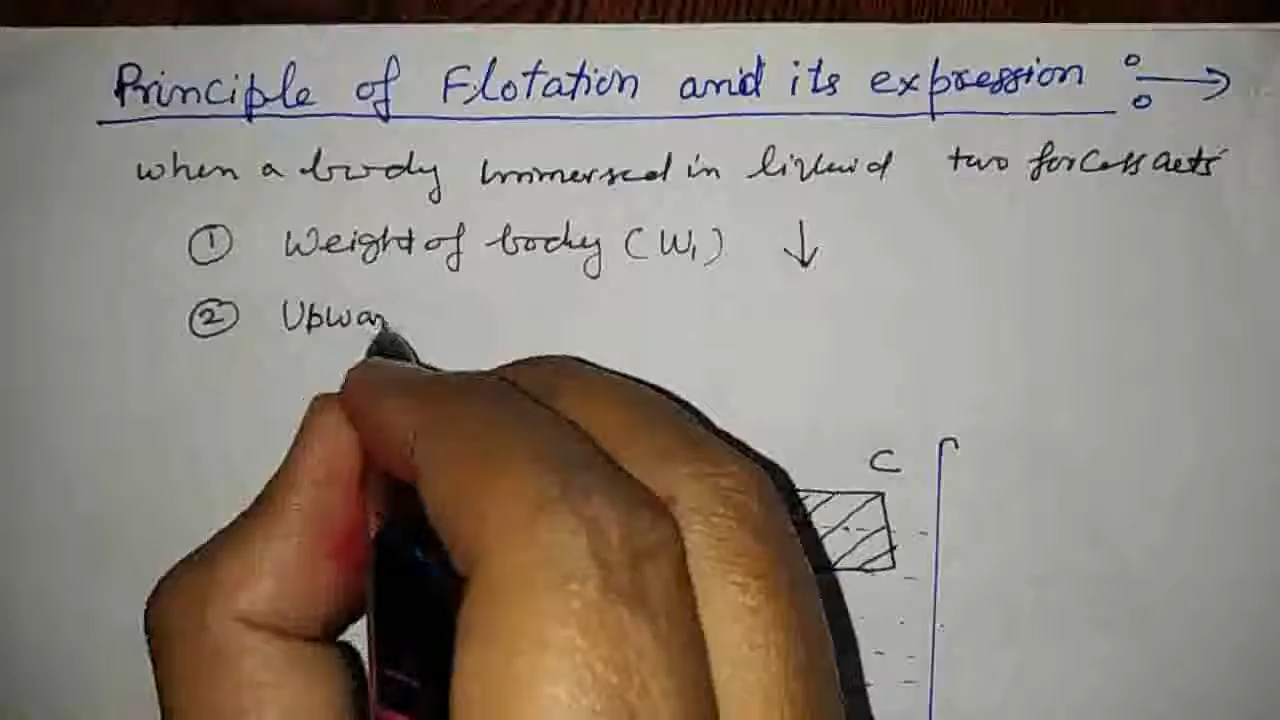 Principle of Flotation and its expression :→
when a body immersed in liquid two forcess acts
① Weight of body (W₁) ↓
② Upwar
C